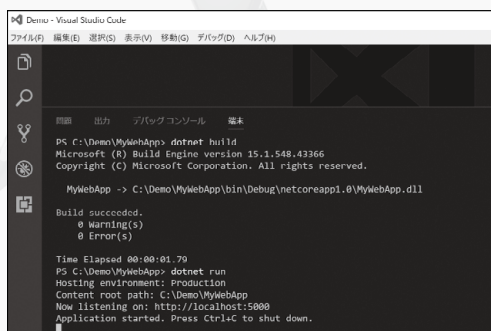 Demo - Visual Studio Code
ファイル(F) 編集(E) 選択(S) 表示(V) 移動(G) デバッグ(D) ヘルプ(H)
問題 出力 デバッグ コンソール 端末
PS C:\Demo\MyWebApp> dotnet build
Microsoft (R) Build Engine version 15.1.548.43366
Copyright (C) Microsoft Corporation. All rights reserved.
MyWebApp -> C:\Demo\MyWebApp\bin\Debug\netcoreapp1.0\MyWebApp.dll
Build succeeded.
0 Warning(s)
0 Error(s)
Time Elapsed 00:00:01.79
PS C:\Demo\MyWebApp> dotnet run
Hosting environment: Production
Content root path: C:\Demo\MyWebApp
Now listening on: http://localhost:5000
Application started. Press Ctrl+C to shut down.